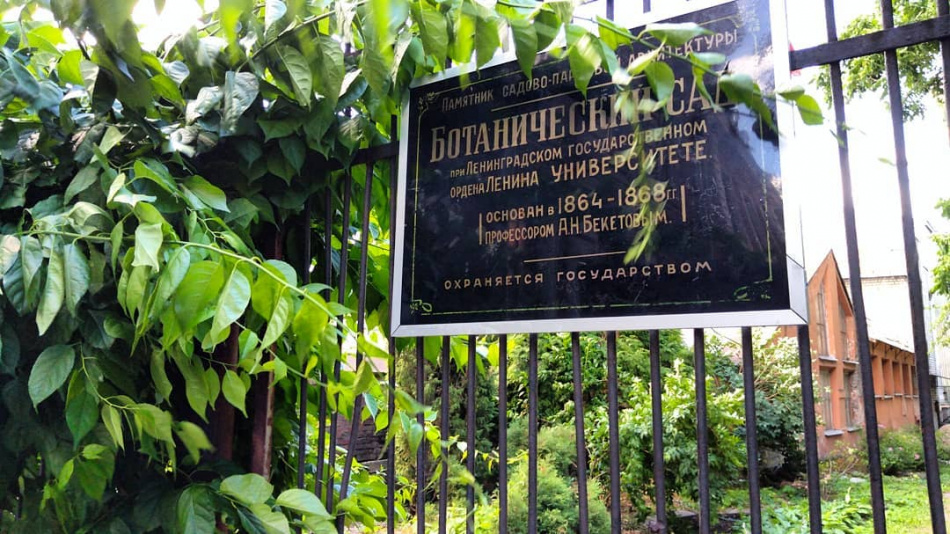 Памятник садово-парковой архитектуры
Ботанический сад
при Ленинградском государственном
ордена Ленина университете.
основан в 1864-1868 гг
профессором А.Н. Бекетовым.
охраняется государством